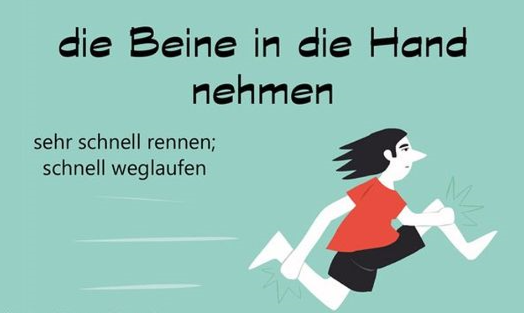 die Beine in die Hand
nehmen
sehr schnell rennen;
schnell weglaufen